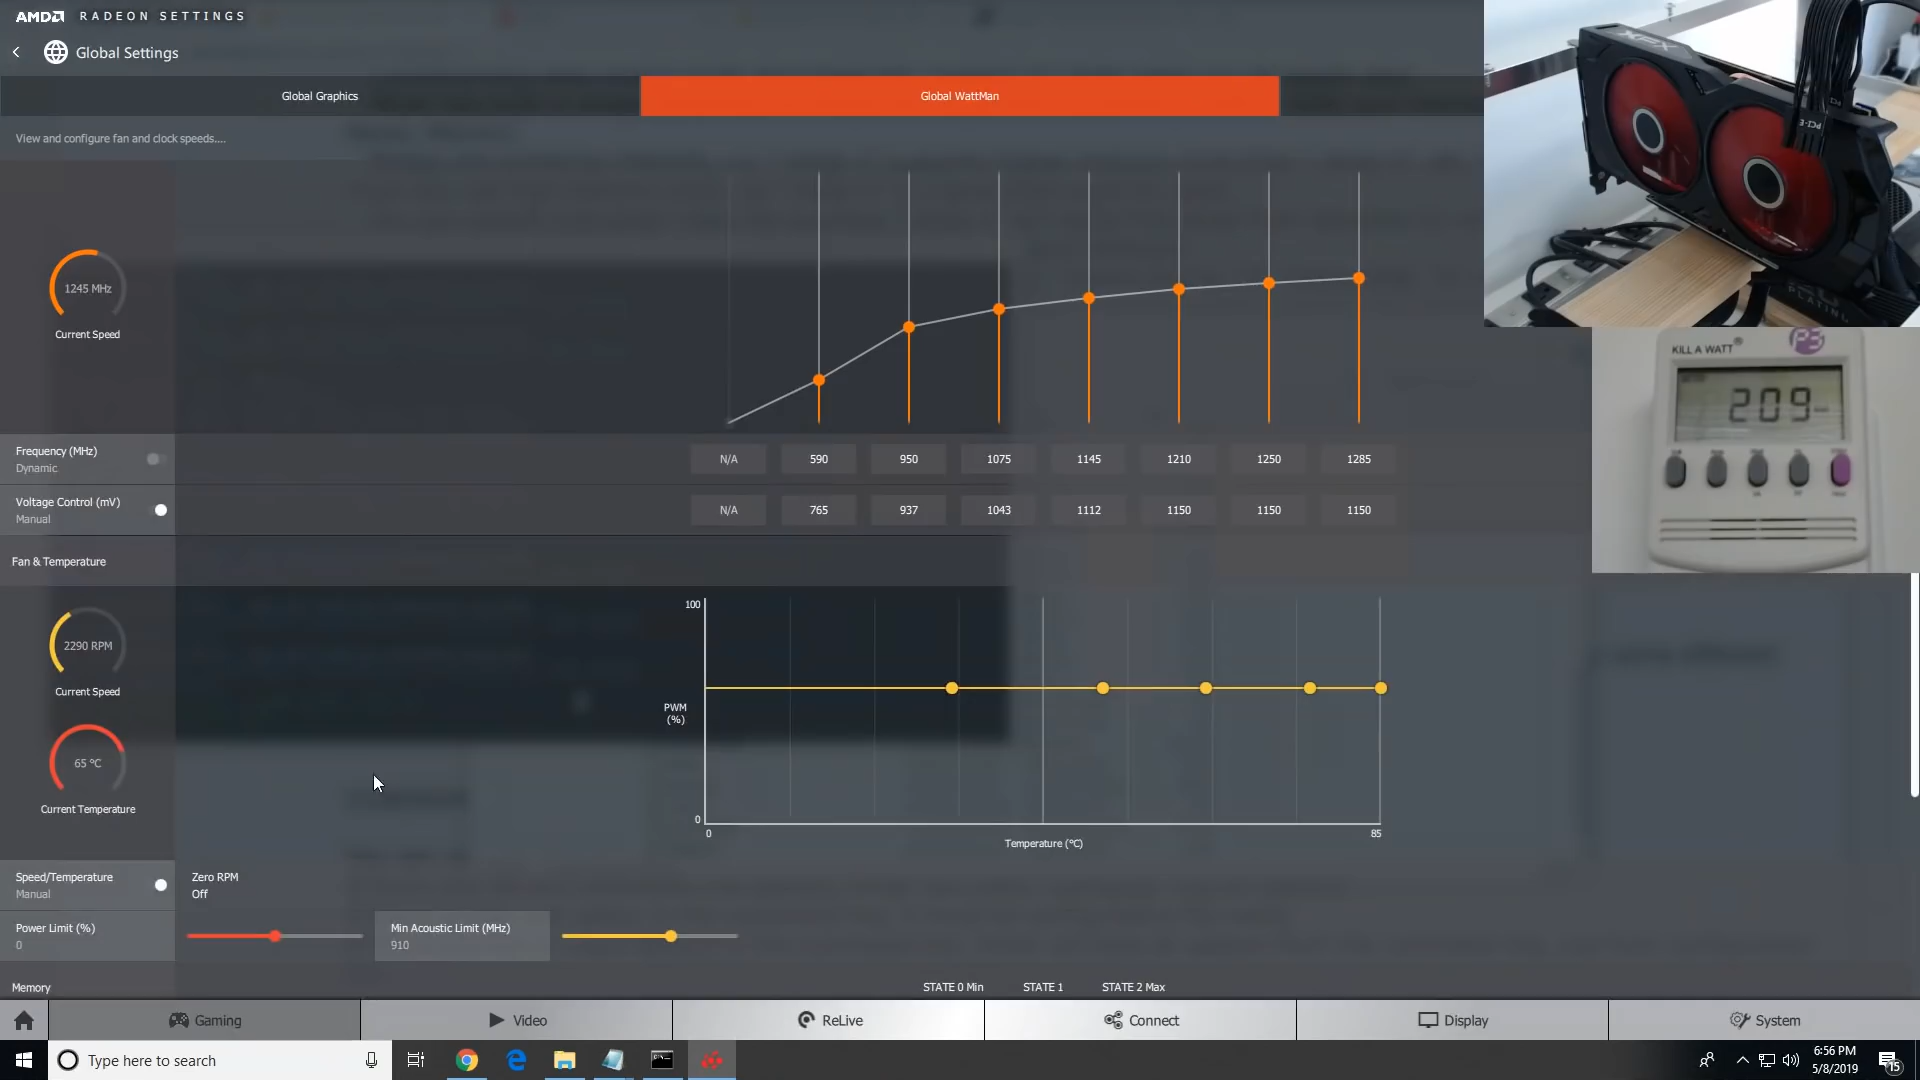 AMD RADEON SETTINGS
Global Settings
Global Graphics
Global WattMan
View and configure fan and clock speeds....
1245 MHz
Current Speed
Frequency (MHz)
Dynamic
N/A 590 950 1075 1145 1210 1250 1285
Voltage Control (mV)
Manual
N/A 765 937 1043 1112 1150 1150 1150
Fan & Temperature
2290 RPM
Current Speed
65 °C
Current Temperature
100
PWM
(%)
0
0
85
Temperature (°C)
Speed/Temperature
Manual
Zero RPM
Off
Power Limit (%)
0
Min Acoustic Limit (MHz)
910
Memory
STATE 0 Min STATE 1 STATE 2 Max
Gaming
Video
ReLive
Connect
Display
System
Type here to search
6:56 PM
5/8/2019
15
XFX
PCI-E
PLATINU
KILL A WATT®
P3
209